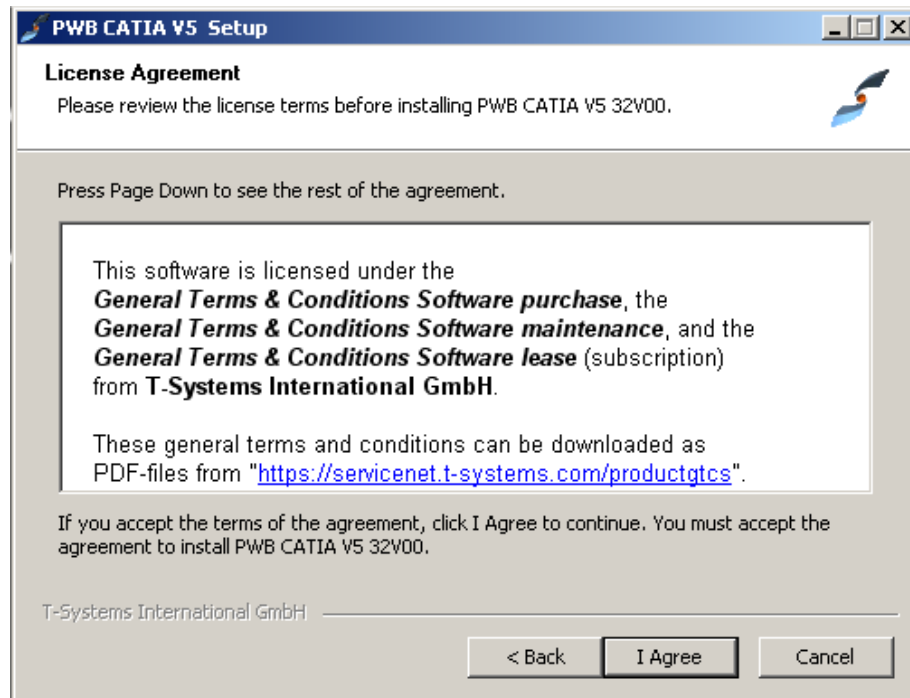 PWB CATIA V5 Setup
License Agreement
Please review the license terms before installing PWB CATIA V5 32V00.
Press Page Down to see the rest of the agreement.
This software is licensed under the
General Terms & Conditions Software purchase, the
General Terms & Conditions Software maintenance, and the
General Terms & Conditions Software lease (subscription)
from T-Systems International GmbH.
These general terms and conditions can be downloaded as
PDF-files from "https://servicenet.t-systems.com/productgtcs".
If you accept the terms of the agreement, click I Agree to continue. You must accept the
agreement to install PWB CATIA V5 32V00.
T-Systems International GmbH
< Back I Agree Cancel